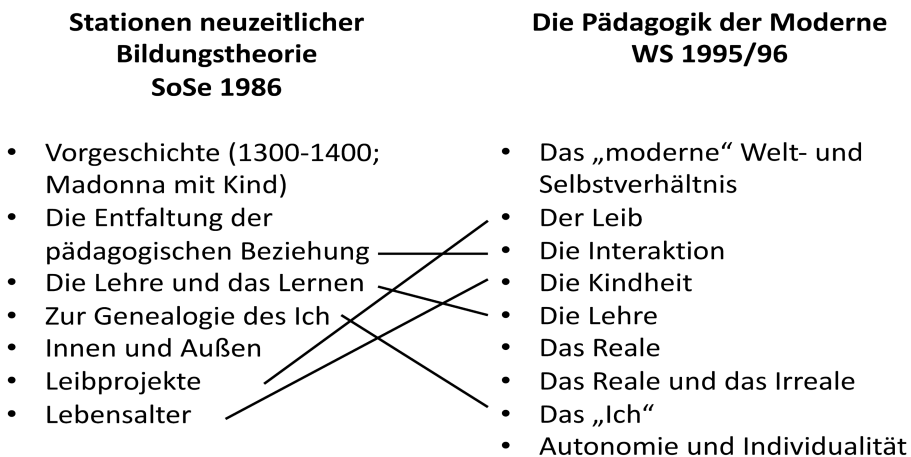 Stationen neuzeitlicher
Bildungstheorie
SoSe 1986
• Vorgeschichte (1300-1400;
Madonna mit Kind)
• Die Entfaltung der
pädagogischen Beziehung
• Die Lehre und das Lernen
• Zur Genealogie des Ich
• Innen und Außen
• Leibprojekte
• Lebensalter
Die Pädagogik der Moderne
WS 1995/96
• Das „moderne“ Welt- und
Selbstverhältnis
• Der Leib
• Die Interaktion
• Die Kindheit
• Die Lehre
• Das Reale
• Das Reale und das Irreale
• Das „Ich“
• Autonomie und Individualität